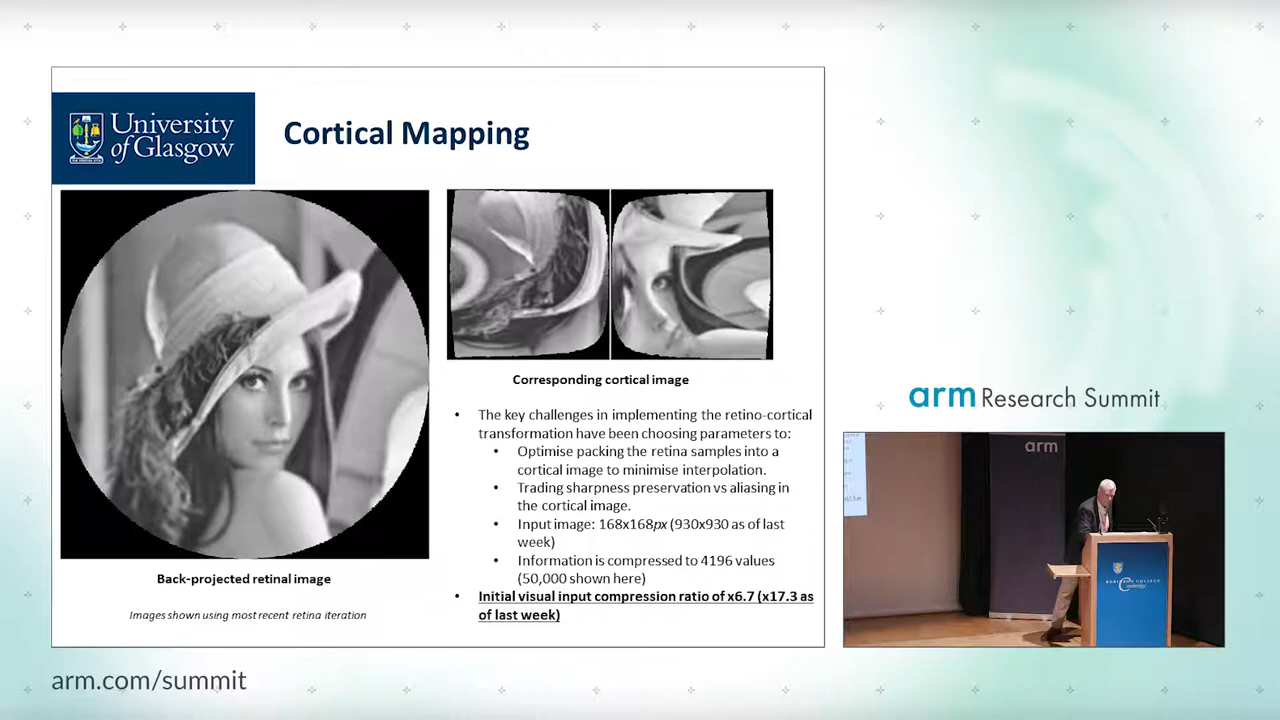 University
of Glasgow
Cortical Mapping
Back-projected retinal image
Images shown using most recent retina iteration
Corresponding cortical image
• The key challenges in implementing the retino-cortical
transformation have been choosing parameters to:
• Optimise packing the retina samples into a
cortical image to minimise interpolation.
• Trading sharpness preservation vs aliasing in
the cortical image.
• Input image: 168x168px (930x930 as of last
week)
• Information is compressed to 4196 values
(50,000 shown here)
• Initial visual input compression ratio of x6.7 (x17.3 as
of last week)
arm Research Summit
arm
ROBINSON COLLEGE
Cambridge
arm.com/summit